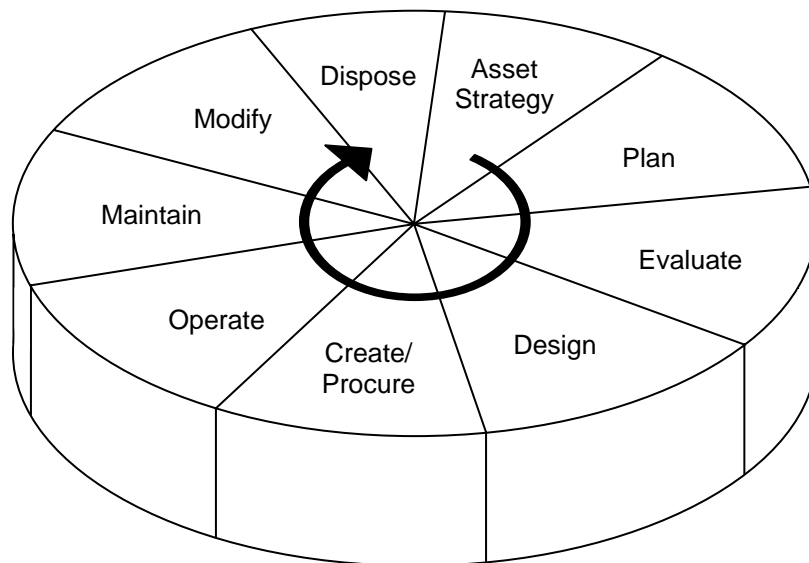 Asset
Strategy
Plan
Evaluate
Design
Create/
Procure
Operate
Maintain
Modify
Dispose